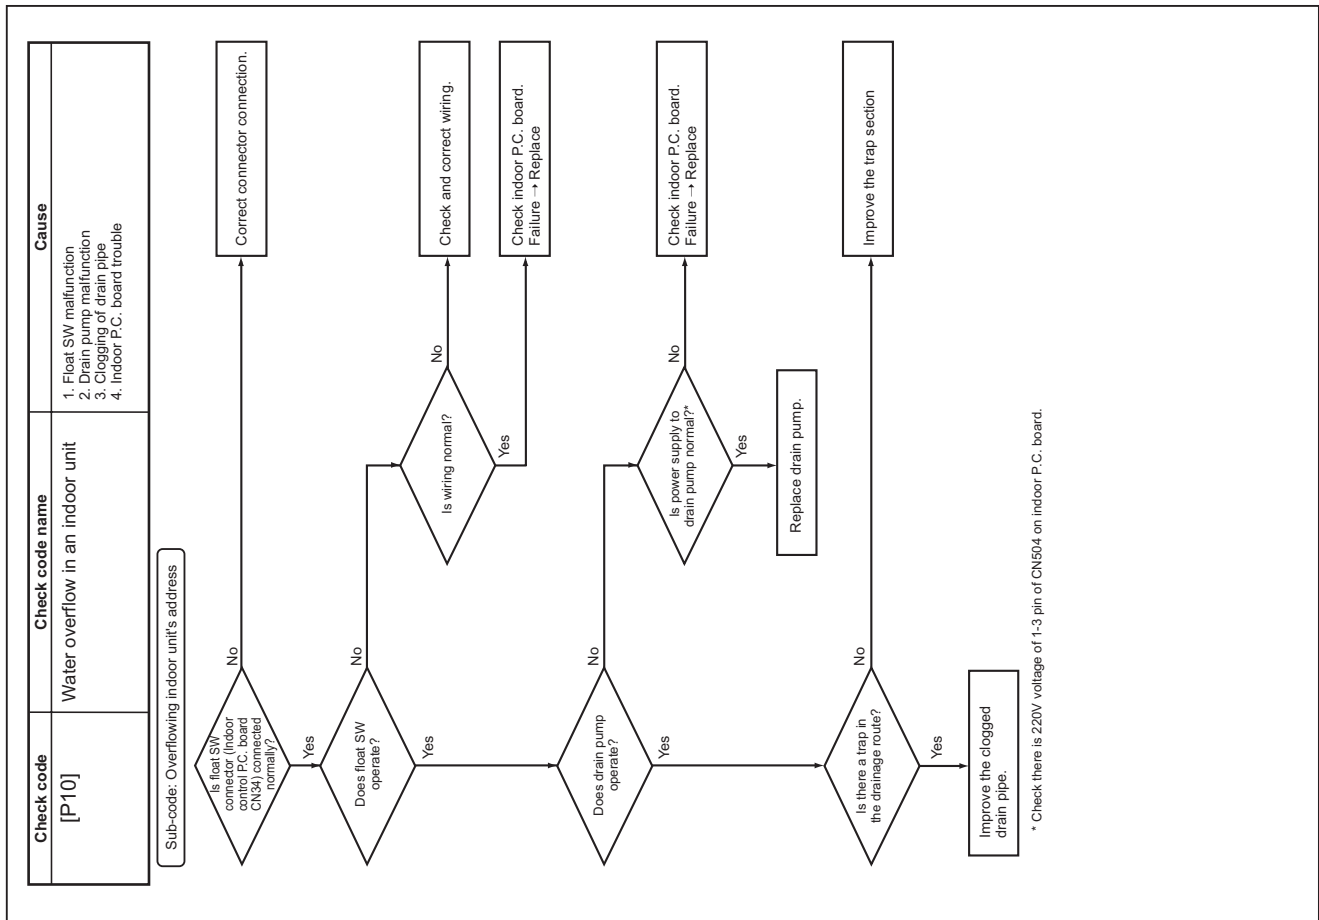 Check code
Check code name
Cause
[P10]
Water overflow in an indoor unit
1. Float SW malfunction
2. Drain pump malfunction
3. Clogging of drain pipe
4. Indoor P.C. board trouble
Sub-code: Overflowing indoor unit's address
Is float SW
connector (Indoor
control P.C. board
CN34) connected
normally?
No
Correct connector connection.
Yes
Does float SW
operate?
No
Is wiring normal?
No
Check and correct wiring.
Yes
Check indoor P.C. board.
Failure → Replace
Yes
Does drain pump
operate?
No
Is power supply to
drain pump normal?*
No
Check indoor P.C. board.
Failure → Replace
Yes
Replace drain pump.
Yes
Is there a trap in
the drainage route?
No
Improve the trap section
Yes
Improve the clogged
drain pipe.
* Check there is 220V voltage of 1-3 pin of CN504 on indoor P.C. board.